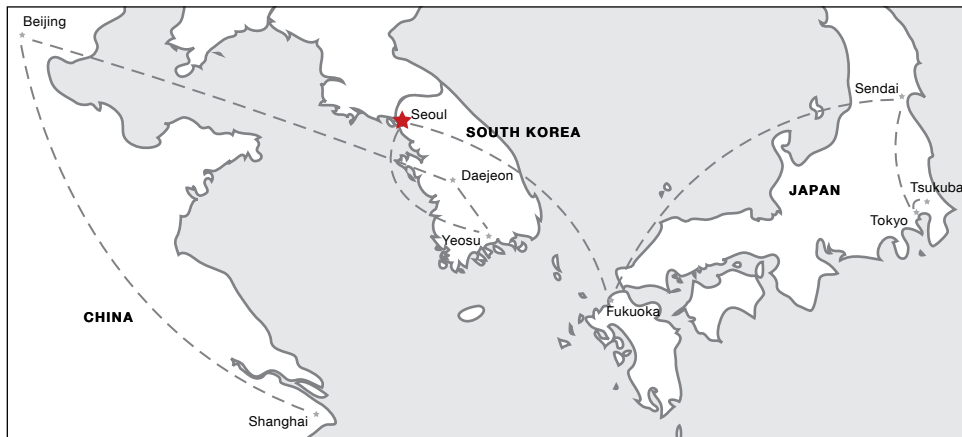 Beijing
Seoul
SOUTH KOREA
Sendai
Daejeon
JAPAN
Tsukuba
Tokyo
Yeosu
Fukuoka
CHINA
Shanghai